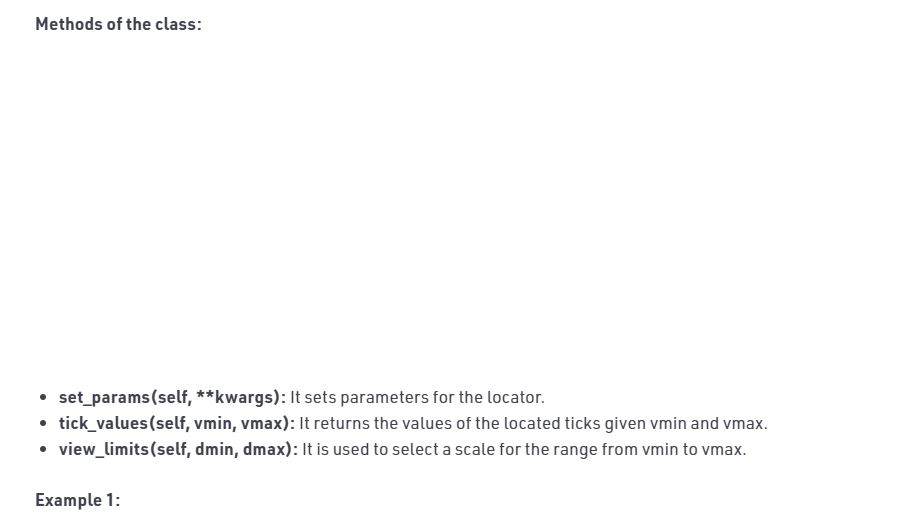 Methods of the class:
set_params(self, **kwargs): It sets parameters for the locator.
tick_values(self, vmin, vmax): It returns the values of the located ticks given vmin and vmax.
view_limits(self, dmin, dmax): It is used to select a scale for the range from vmin to vmax.
Example 1: